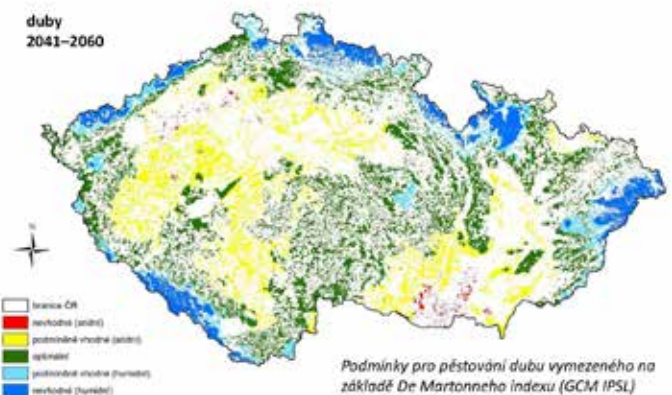 duby
2041–2060
hranice ČR
nevhodné (aridní)
podmíněně vhodné (aridní)
optimální
podmíněně vhodné (humidní)
nevhodné (humidní)
Podmínky pro pěstování dubu vymezeného na
základě De Martonneho indexu (GCM IPSL)